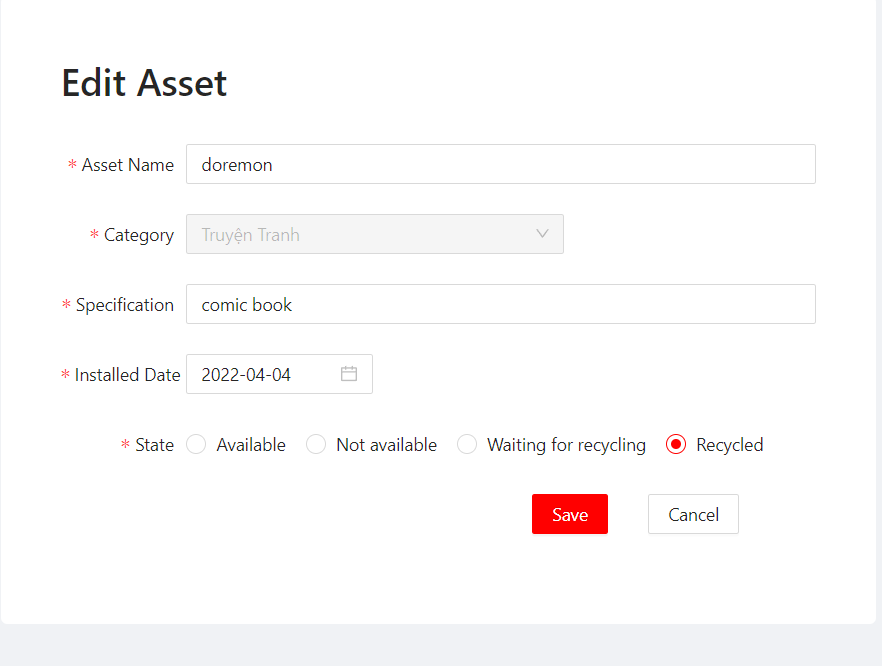 Edit Asset
* Asset Name doremon
* Category Truyện Tranh
* Specification comic book
* Installed Date 2022-04-04
* State Available Not available Waiting for recycling Recycled
Save Cancel